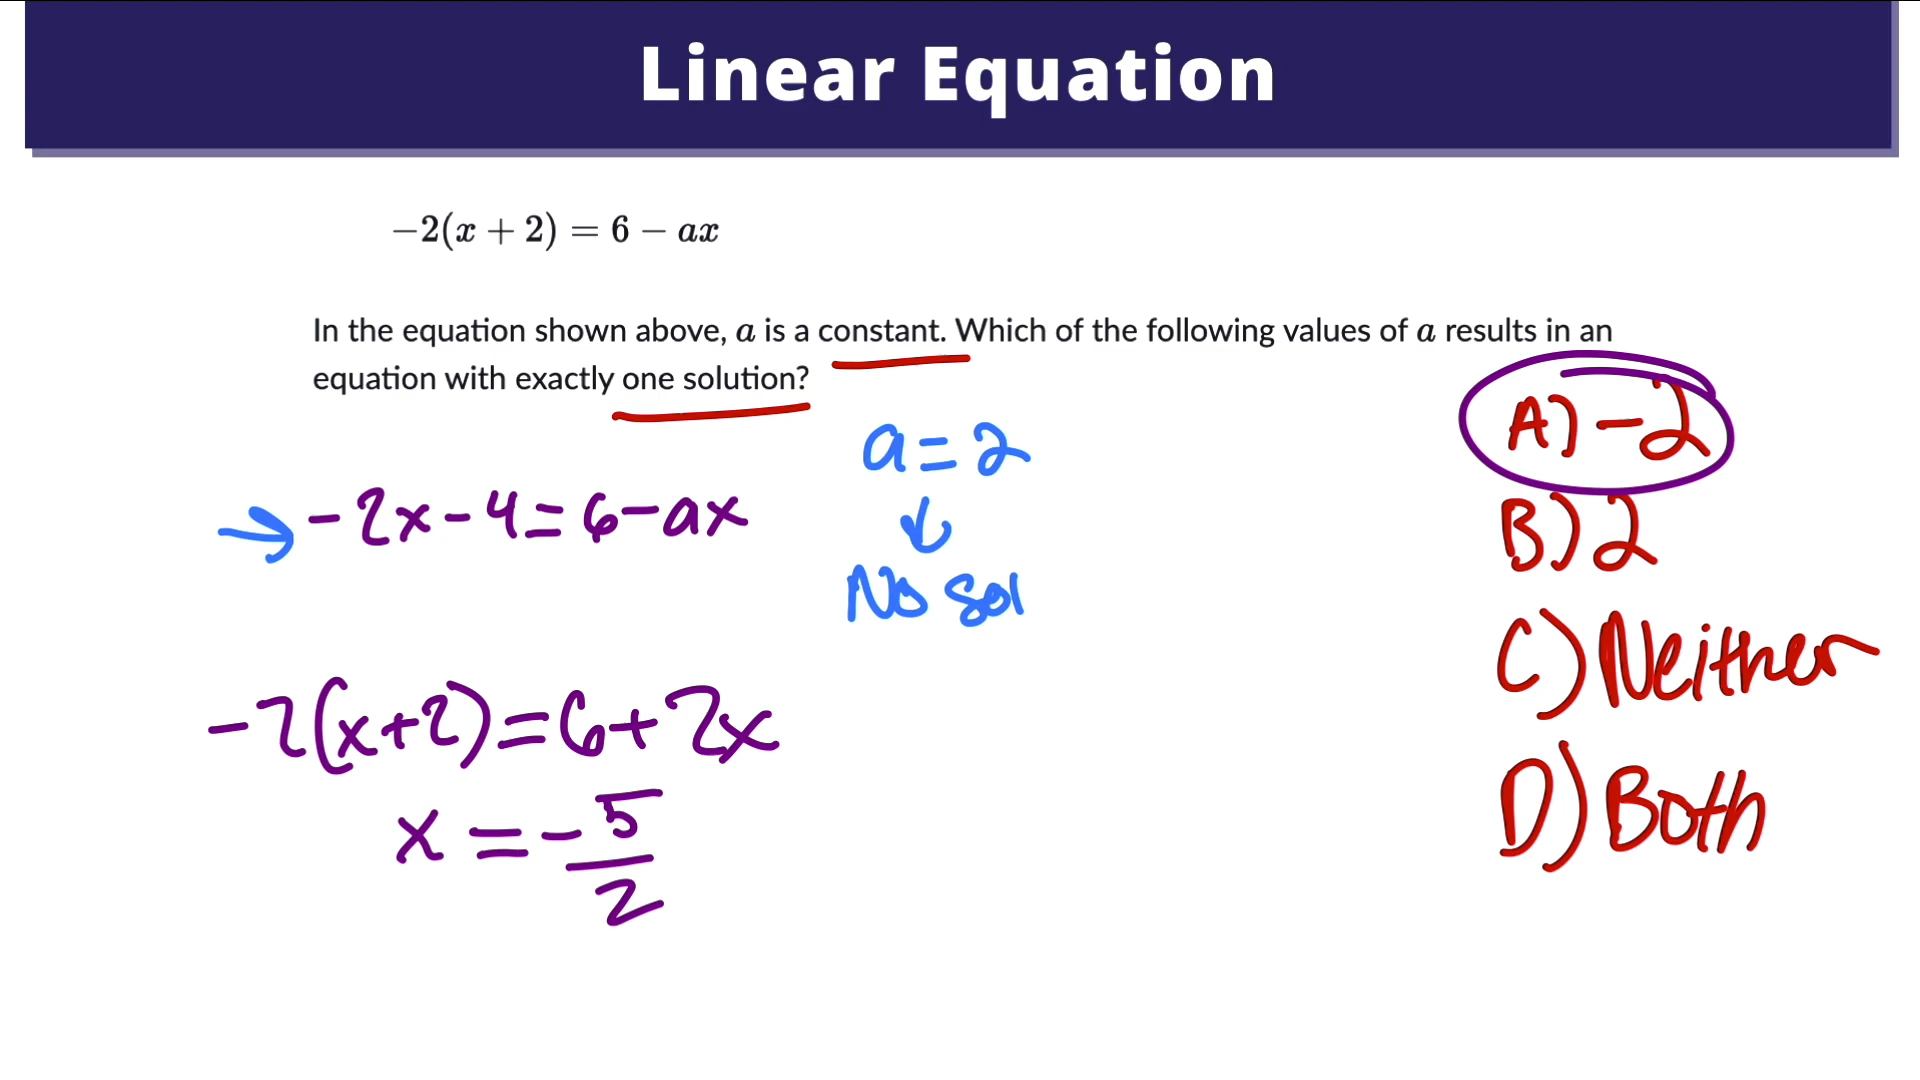 Linear Equation
−2(x + 2) = 6 − ax
In the equation shown above, a is a constant. Which of the following values of a results in an
equation with exactly one solution?
A) -2
a = 2
-2x - 4 = 6 - ax
B) 2
No sol
C) Neither
-2(x+2) = 6 + 2x
D) Both
x = -5/2